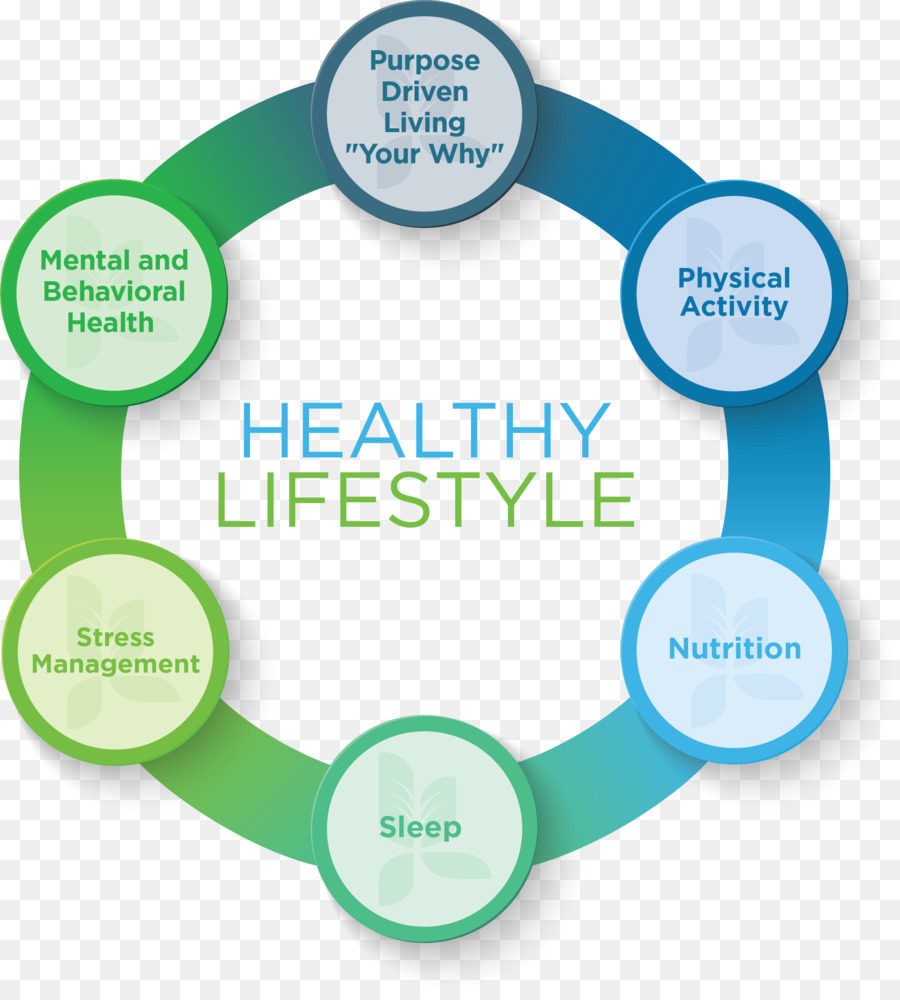 Purpose
Driven
Living
"Your Why"
Physical
Activity
Nutrition
Sleep
Stress
Management
Mental and
Behavioral
Health
HEALTHY
LIFESTYLE